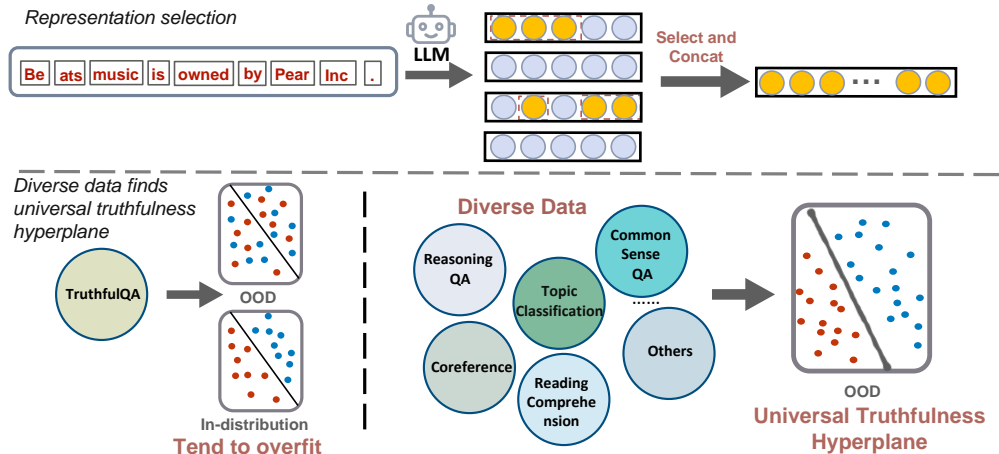 Representation selection
Be ats music is owned by Pear Inc .
LLM
Select and
Concat
...
Diverse data finds
universal truthfulness
hyperplane
TruthfulQA
OOD
In-distribution
Tend to overfit
Diverse Data
Reasoning
QA
Common
Sense
QA
......
Topic
Classification
Coreference
Reading
Comprehe
nsion
Others
OOD
Universal Truthfulness
Hyperplane